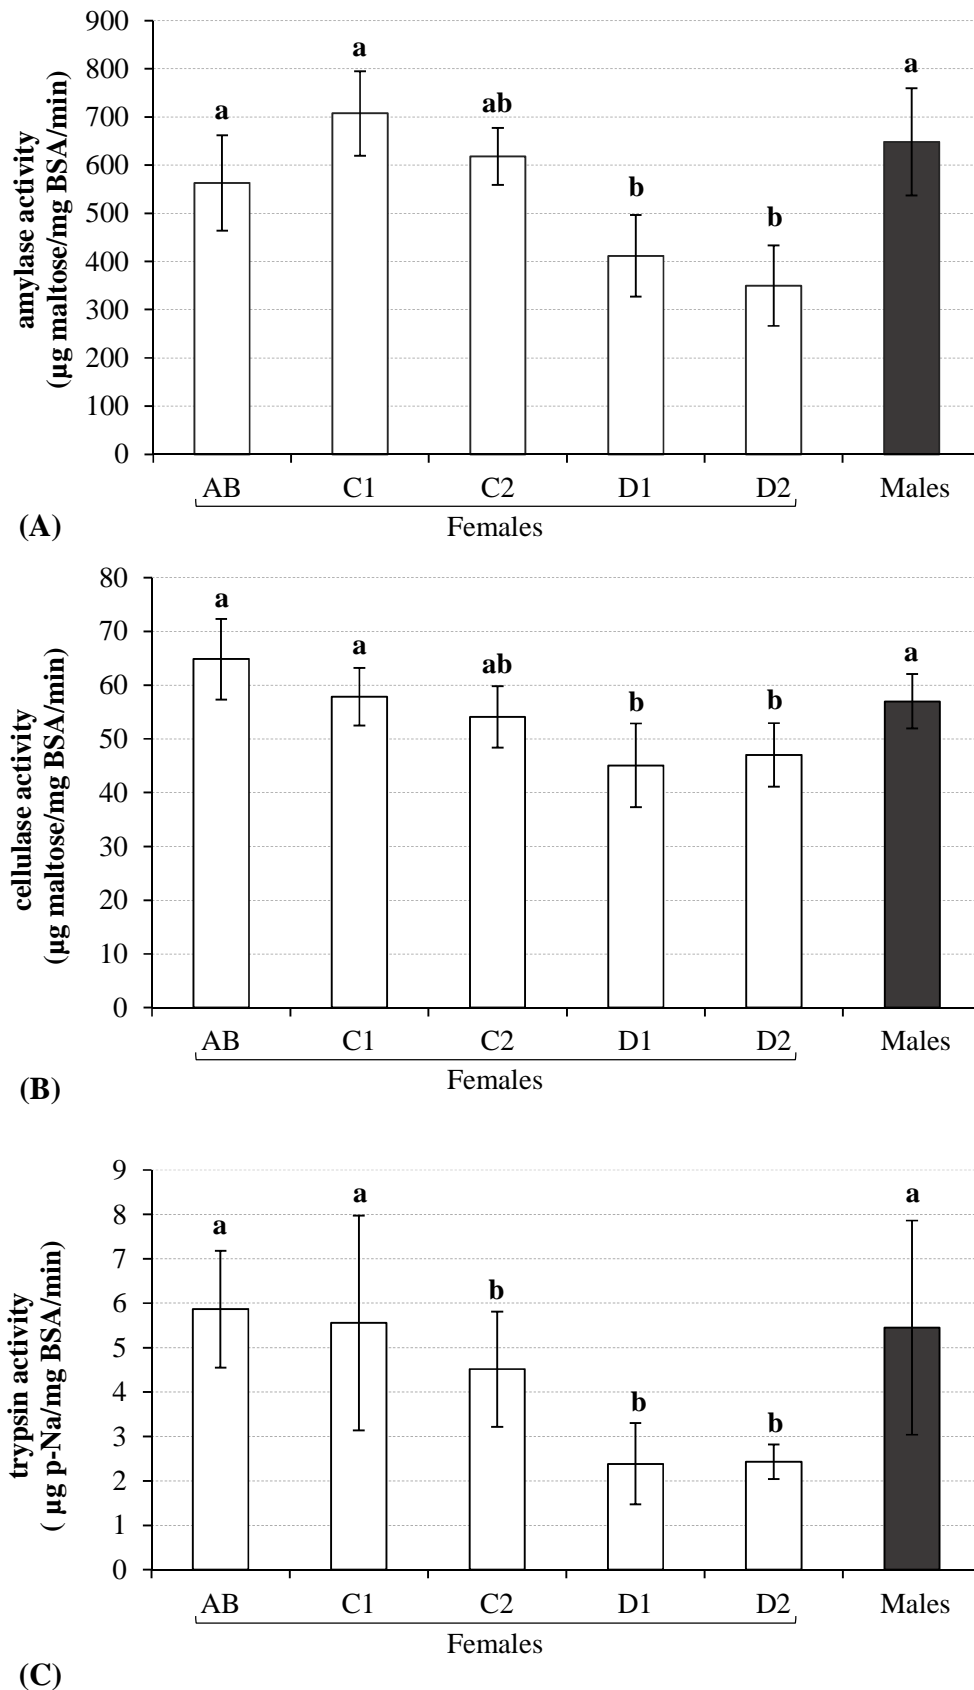 900
800
700
600
500
400
300
200
100
0
amylase activity
(µg maltose/mg BSA/min)
a
a
ab
b
b
a
AB C1 C2 D1 D2 Males
Females
(A)
80
70
60
50
40
30
20
10
0
cellulase activity
(µg maltose/mg BSA/min)
a
a
ab
b
b
a
AB C1 C2 D1 D2 Males
Females
(B)
9
8
7
6
5
4
3
2
1
0
trypsin activity
( µg p-Na/mg BSA/min)
a
a
b
b
b
a
AB C1 C2 D1 D2 Males
Females
(C)